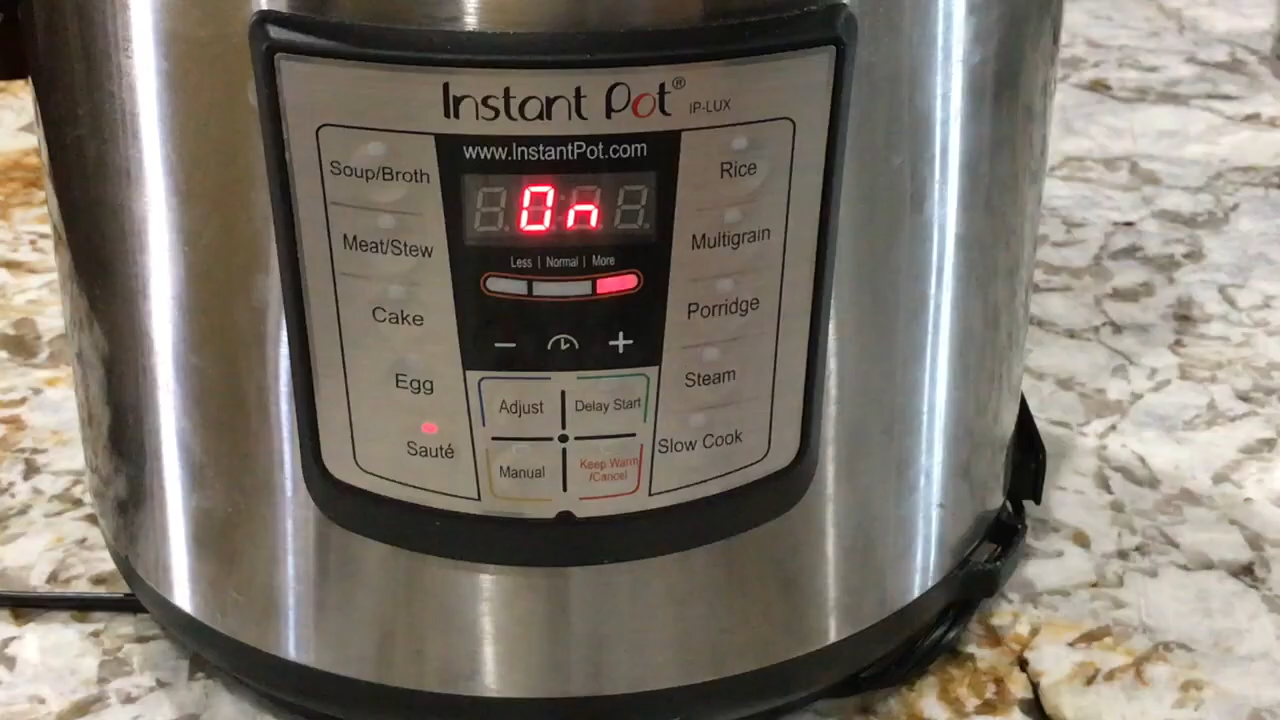 Instant Pot® IP-LUX
www.InstantPot.com
Soup/Broth
Meat/Stew
Cake
Egg
Sauté
On
Less | Normal | More
− +
Adjust
Delay Start
Manual
Keep Warm
/Cancel
Rice
Multigrain
Porridge
Steam
Slow Cook